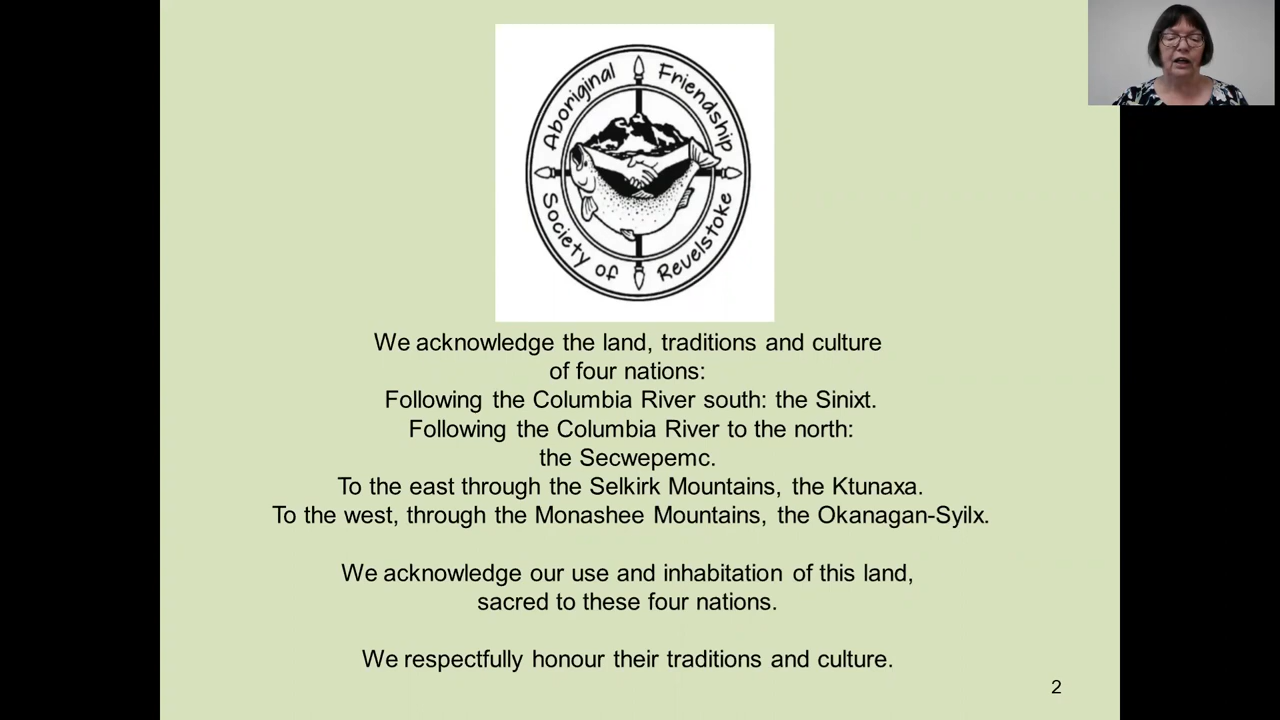 Aboriginal Friendship
Society of Revelstoke
We acknowledge the land, traditions and culture
of four nations:
Following the Columbia River south: the Sinixt.
Following the Columbia River to the north:
the Secwepemc.
To the east through the Selkirk Mountains, the Ktunaxa.
To the west, through the Monashee Mountains, the Okanagan-Syilx.
We acknowledge our use and inhabitation of this land,
sacred to these four nations.
We respectfully honour their traditions and culture.
2